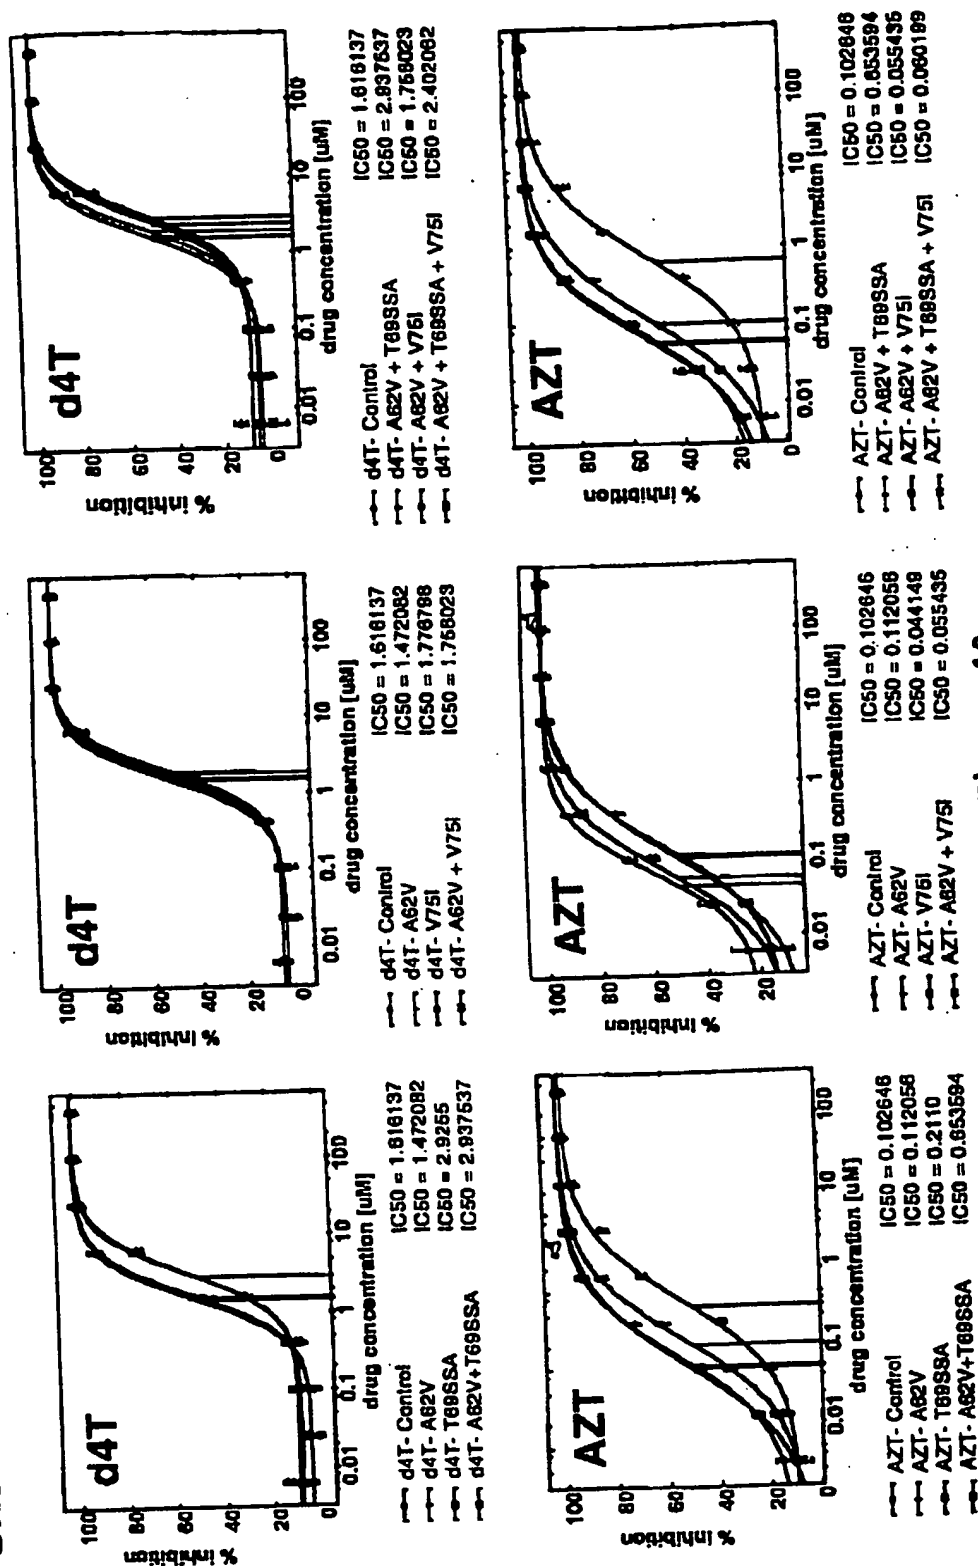 d4T
% inhibition
100
80
60
40
20
0
0.01 0.1 1 10 100
drug concentration [uM]
d4T- Control IC50 = 1.616137
d4T- A62V IC50 = 1.472082
d4T- T69SSA IC50 = 2.9255
d4T- A62V+T69SSA IC50 = 2.937537
d4T
% inhibition
100
80
60
40
20
0
0.01 0.1 1 10 100
drug concentration [uM]
d4T- Control IC50 = 1.616137
d4T- A62V IC50 = 1.472082
d4T- V75I IC50 = 1.776798
d4T- A62V + V75I IC50 = 1.758023
d4T
% inhibition
100
80
60
40
20
0
0.01 0.1 1 10 100
drug concentration [uM]
d4T- Control IC50 = 1.616137
d4T- A62V + T69SSA IC50 = 2.937537
d4T- A62V + V75I IC50 = 1.758023
d4T- A62V + T69SSA + V75I IC50 = 2.402062
AZT
% inhibition
100
80
60
40
20
0
0.01 0.1 1 10 100
drug concentration [uM]
AZT- Control IC50 = 0.102646
AZT- A62V IC50 = 0.112056
AZT- T69SSA IC50 = 0.2110
AZT- A62V+T69SSA IC50 = 0.653594
AZT
% inhibition
100
80
60
40
20
0.01 0.1 1 10 100
drug concentration [uM]
AZT- Control IC50 = 0.102646
AZT- A62V IC50 = 0.112056
AZT- V75I IC50 = 0.044149
AZT- A62V + V75I IC50 = 0.055435
AZT
% inhibition
100
80
60
40
20
0
0.01 0.1 1 10 100
drug concentration [uM]
AZT- Control IC50 = 0.102646
AZT- A62V + T69SSA IC50 = 0.653594
AZT- A62V + V75I IC50 = 0.055435
AZT- A62V + T69SSA + V75I IC50 = 0.060199